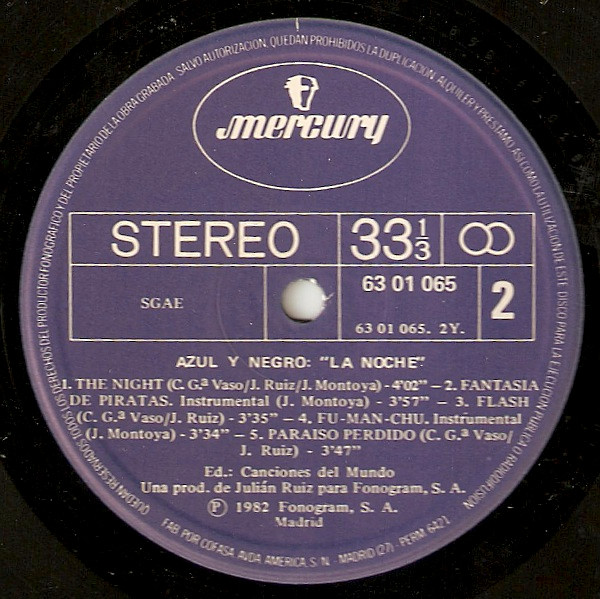 QUEDAN RESERVADOS TODOS LOS DERECHOS DEL PRODUCTOR FONOGRAFICO Y DEL PROPIETARIO DE LA OBRA GRABADA. SALVO AUTORIZACION, QUEDAN PROHIBIDOS LA DUPLICACION, ALQUILER Y PRESTAMO, ASI COMO LA UTILIZACION DE ESTE DISCO PARA LA EJECUCION PUBLICA O RADIODIFUSION
mercury
STEREO 33 1/3 ∞
SGAE 63 01 065 2
63 01 065. 2Y.
AZUL Y NEGRO: "LA NOCHE"
1. THE NIGHT (C. G.ª Vaso/J. Ruiz/J. Montoya) - 4'02" — 2. FANTASIA
DE PIRATAS. Instrumental (J. Montoya) - 3'57" — 3. FLASH
(C. G.ª Vaso/J. Ruiz) - 3'35" — 4. FU-MAN-CHU. Instrumental
(J. Montoya) - 3'34" — 5. PARAISO PERDIDO (C. G.ª Vaso/
J. Ruiz) - 3'47"
Ed.: Canciones del Mundo
Una prod. de Julián Ruiz para Fonogram, S. A.
Ⓟ 1982 Fonogram, S. A.
Madrid
FAB. POR COFASA. AVDA. AMERICA, S/N - MADRID (27) - PERM. 6421